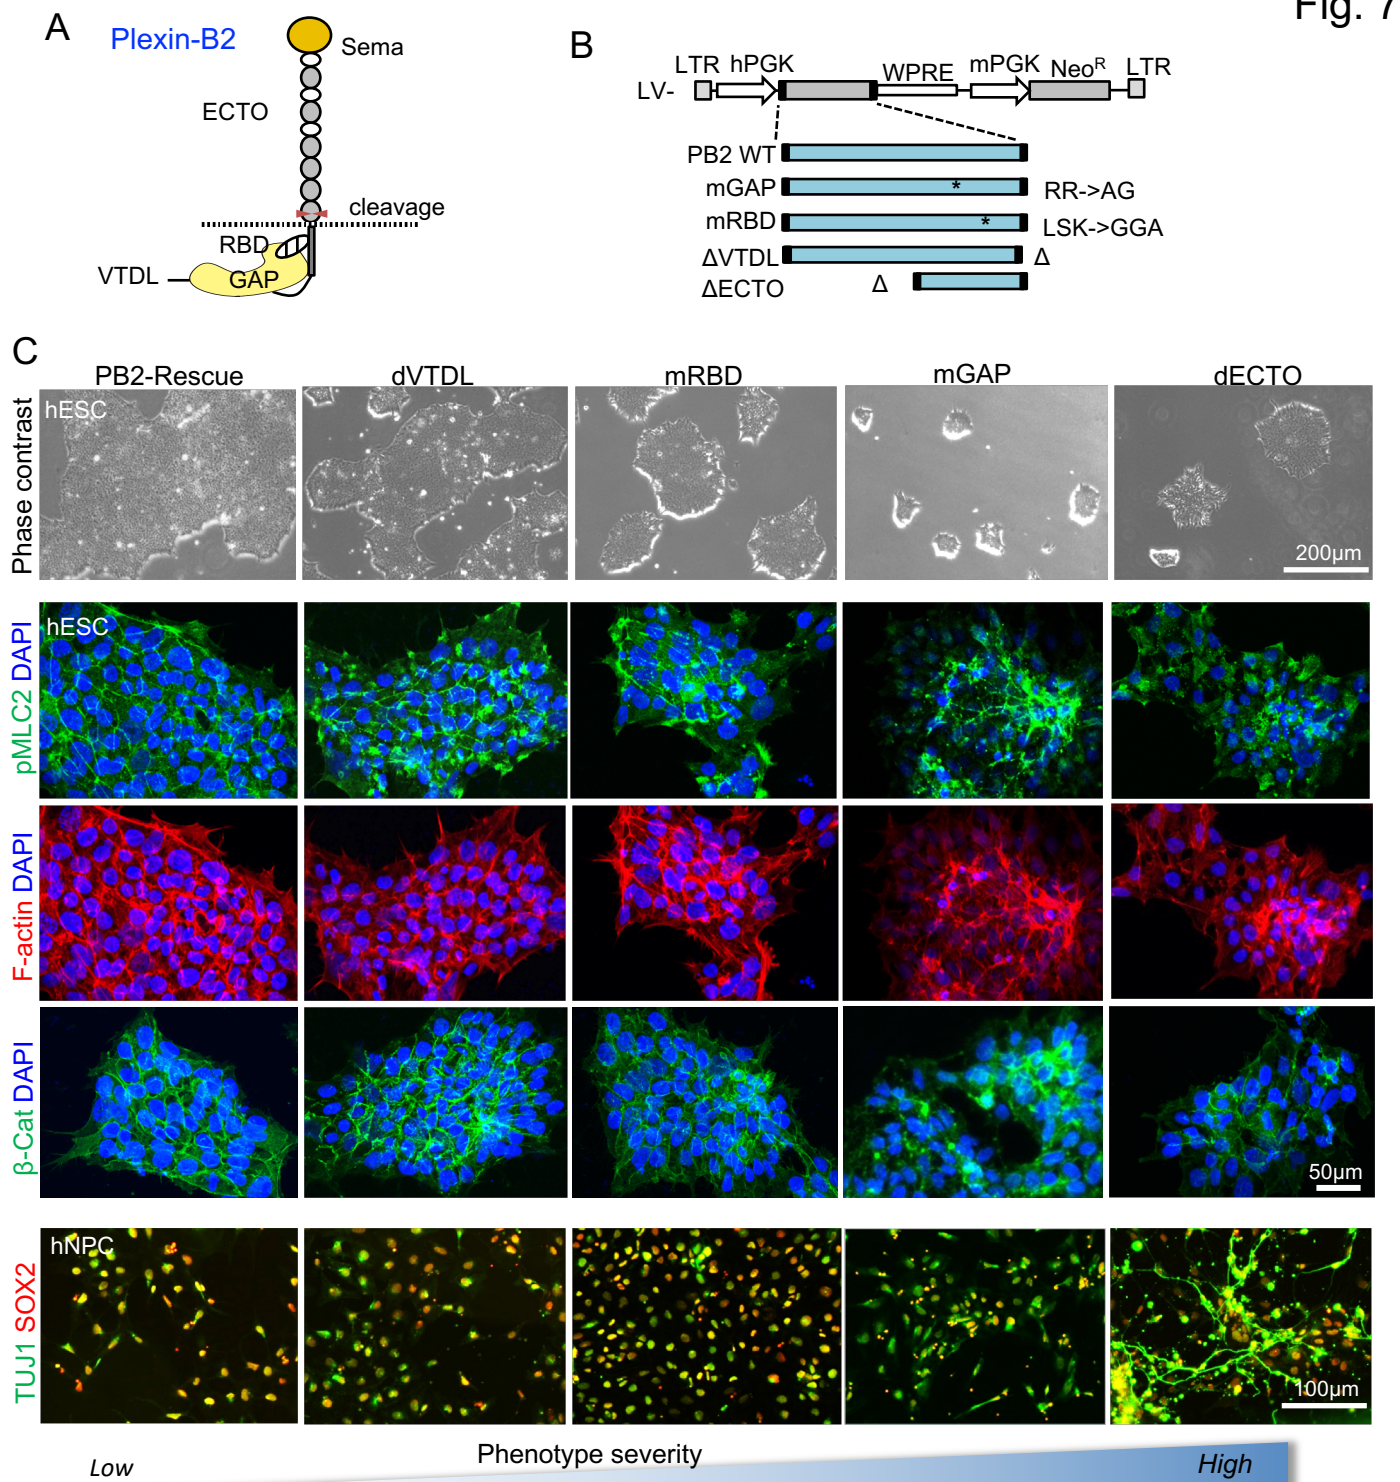 Fig. 7
A
Plexin-B2
Sema
ECTO
cleavage
RBD
GAP
VTDL
B
LTR hPGK WPRE mPGK Neoᴿ LTR
LV-
PB2 WT
mGAP * RR->AG
mRBD * LSK->GGA
ΔVTDL Δ
ΔECTO Δ
C
PB2-Rescue dVTDL mRBD mGAP dECTO
Phase contrast
hESC
200µm
pMLC2 DAPI
hESC
F-actin DAPI
β-Cat DAPI
50µm
TUJ1 SOX2
hNPC
100µm
Phenotype severity
Low
High